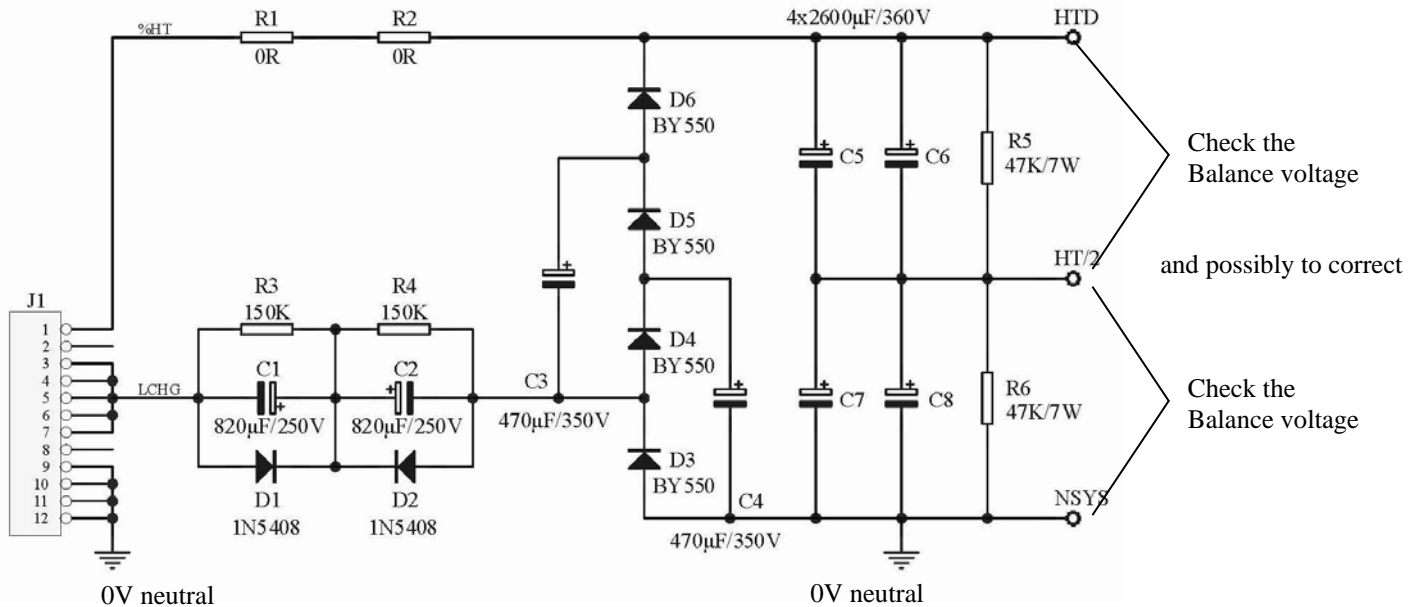 %HT
R1
0R
R2
0R
4x2600µF/360V
HTD
D6
BY550
C5
C6
R5
47K/7W
Check the
Balance voltage
D5
BY550
HT/2
and possibly to correct
J1
1
2
3
4
5
6
7
8
9
10
11
12
LCHG
R3
150K
R4
150K
C1
+
820µF/250V
C2
+
820µF/250V
D1
1N5408
D2
1N5408
C3
470µF/350V
+
D4
BY550
+
D3
BY550
C4
470µF/350V
+
+
+
+
C7
C8
R6
47K/7W
Check the
Balance voltage
NSYS
0V neutral
0V neutral